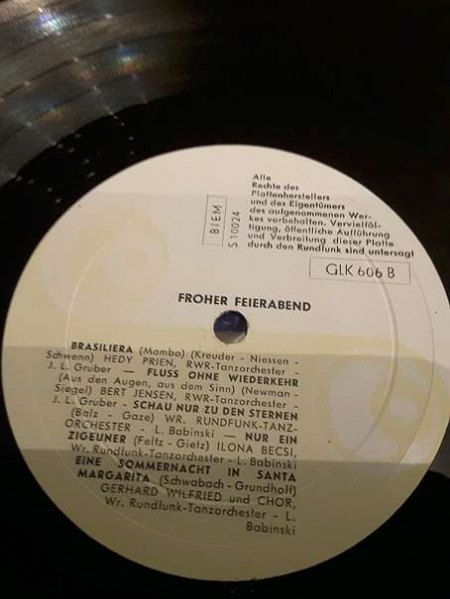 Alle
Rechte des
Plattenherstellers
und des Eigentümers
des aufgenommenen Wer-
kes vorbehalten. Vervielfäl-
tigung, öffentliche Aufführung
und Verbreitung dieser Platte
durch den Rundfunk sind untersagt
BIEM
S 10024
GLK 606 B
FROHER FEIERABEND
BRASILIERA (Mambo) (Kreuder - Niessen -
Schwenn) HEDY PRIEN, RWR-Tanzorchester -
J. L. Gruber — FLUSS OHNE WIEDERKEHR
(Aus den Augen, aus dem Sinn) (Newman -
Siegel) BERT JENSEN, RWR-Tanzorchester -
J. L. Gruber - SCHAU NUR ZU DEN STERNEN
(Balz - Gaze) WR. RUNDFUNK-TANZ-
ORCHESTER - L. Babinski — NUR EIN
ZIGEUNER (Feltz - Gietz) ILONA BECSI,
Wr. Rundfunk-Tanzorchester - L. Babinski
EINE SOMMERNACHT IN SANTA
MARGARITA (Schwabach - Grundhoff)
GERHARD WILFRIED und CHOR,
Wr. Rundfunk-Tanzorchester - L.
Babinski